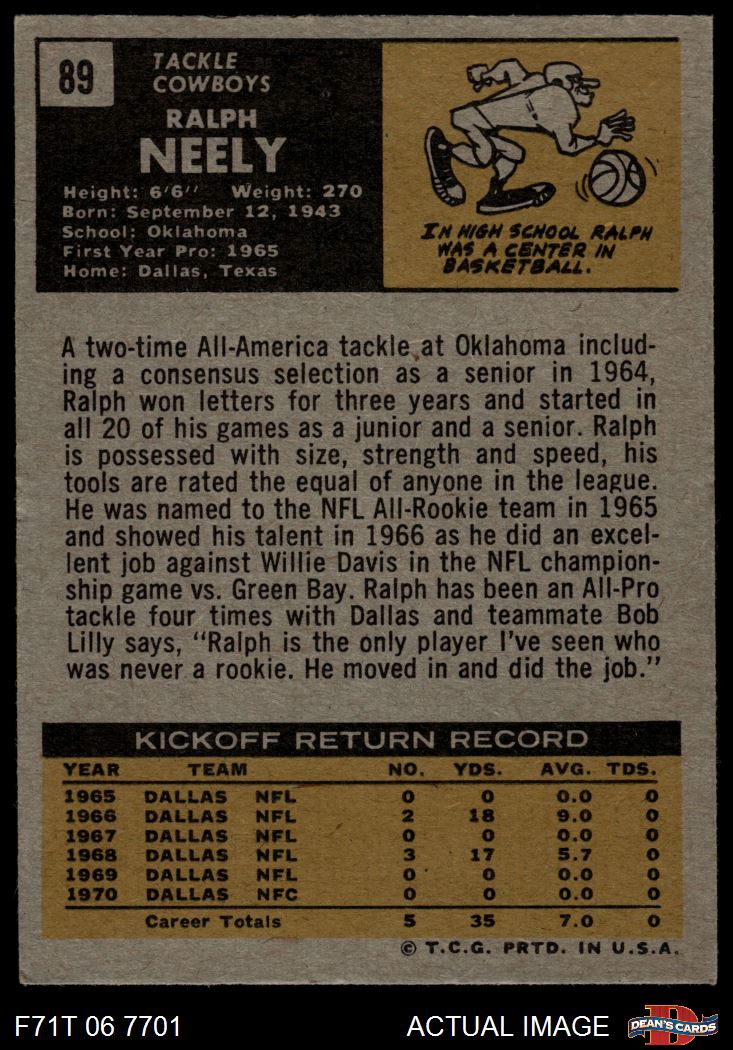 89
TACKLE
COWBOYS
RALPH
NEELY
Height: 6'6'' Weight: 270
Born: September 12, 1943
School: Oklahoma
First Year Pro: 1965
Home: Dallas, Texas
IN HIGH SCHOOL RALPH
WAS A CENTER IN
BASKETBALL.
A two-time All-America tackle at Oklahoma includ-
ing a consensus selection as a senior in 1964,
Ralph won letters for three years and started in
all 20 of his games as a junior and a senior. Ralph
is possessed with size, strength and speed, his
tools are rated the equal of anyone in the league.
He was named to the NFL All-Rookie team in 1965
and showed his talent in 1966 as he did an excel-
lent job against Willie Davis in the NFL champion-
ship game vs. Green Bay. Ralph has been an All-Pro
tackle four times with Dallas and teammate Bob
Lilly says, "Ralph is the only player I've seen who
was never a rookie. He moved in and did the job."
KICKOFF RETURN RECORD
YEAR TEAM NO. YDS. AVG. TDS.
1965 DALLAS NFL 0 0 0.0 0
1966 DALLAS NFL 2 18 9.0 0
1967 DALLAS NFL 0 0 0.0 0
1968 DALLAS NFL 3 17 5.7 0
1969 DALLAS NFL 0 0 0.0 0
1970 DALLAS NFC 0 0 0.0 0
Career Totals 5 35 7.0 0
© T.C.G. PRTD. IN U.S.A.
F71T 06 7701 ACTUAL IMAGE
D
DEAN'S CARDS